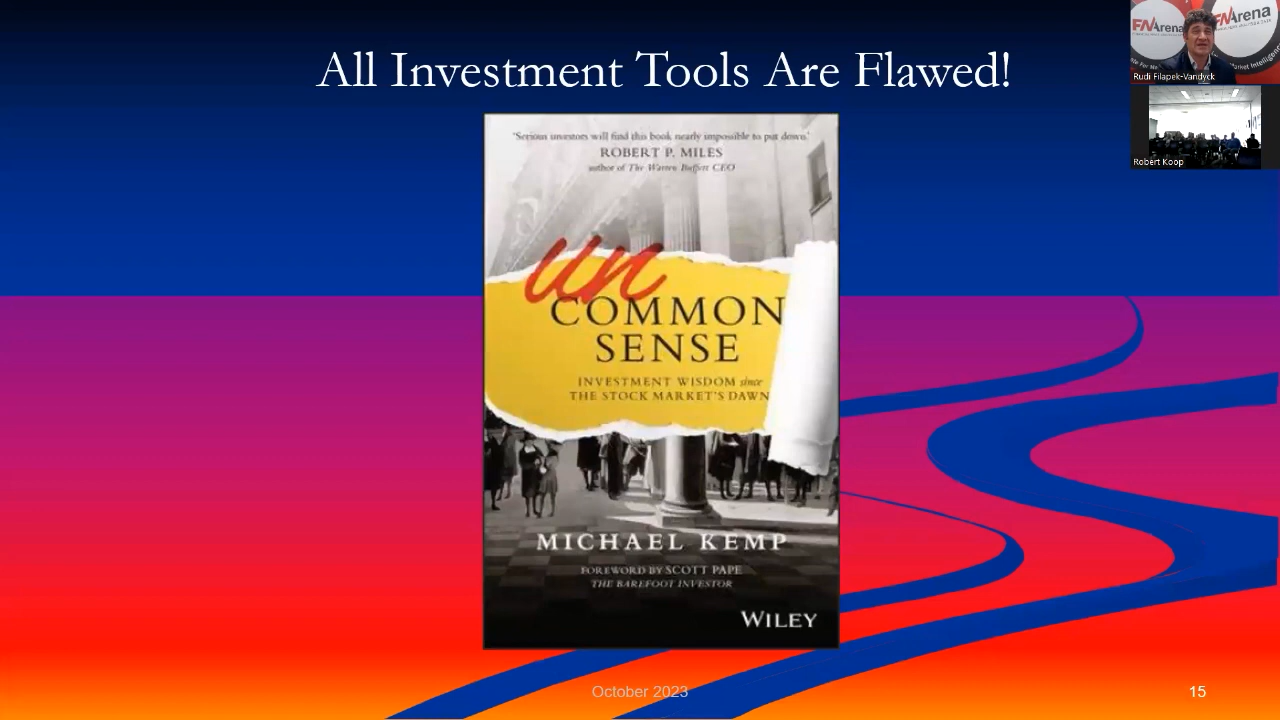 All Investment Tools Are Flawed!
'Serious investors will find this book nearly impossible to put down.'
ROBERT P. MILES
author of The Warren Buffett CEO
un
COMMON
SENSE
INVESTMENT WISDOM since
THE STOCK MARKET'S DAWN
MICHAEL KEMP
FOREWORD BY SCOTT PAPE
THE BAREFOOT INVESTOR
WILEY
October 2023
15
FNArena
FNArena
Rudi Filapek-Vandyck
Robert Koop